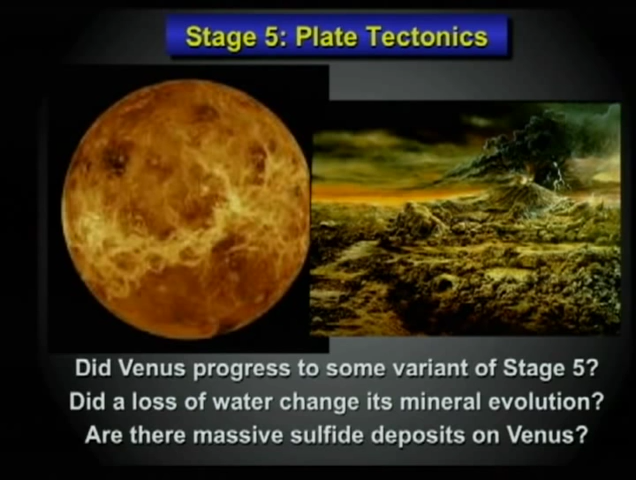 Stage 5: Plate Tectonics
Did Venus progress to some variant of Stage 5?
Did a loss of water change its mineral evolution?
Are there massive sulfide deposits on Venus?